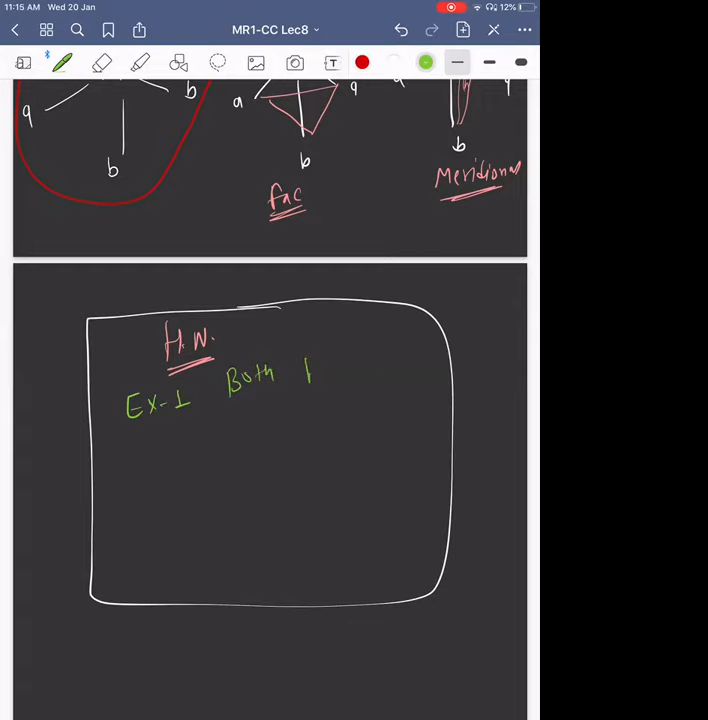 11:15 AM Wed 20 Jan
12%
MR1-CC Lec8
T
a
b
b
a
b
a
a
b
fac
Meridional
H.W.
Ex-1 Both